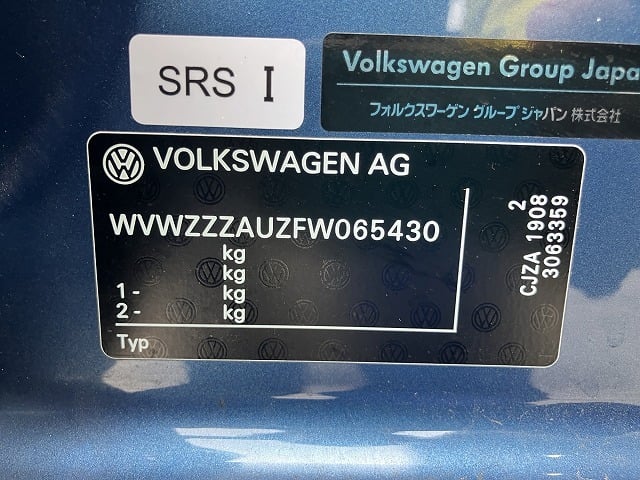 SRS I
Volkswagen Group Japa
フォルクスワーゲン グループ ジャパン 株式会社
VOLKSWAGEN AG
WVWZZZAUZFW065430
kg
kg
1 - kg
2 - kg
Typ
2
CJZA 1908
3063359